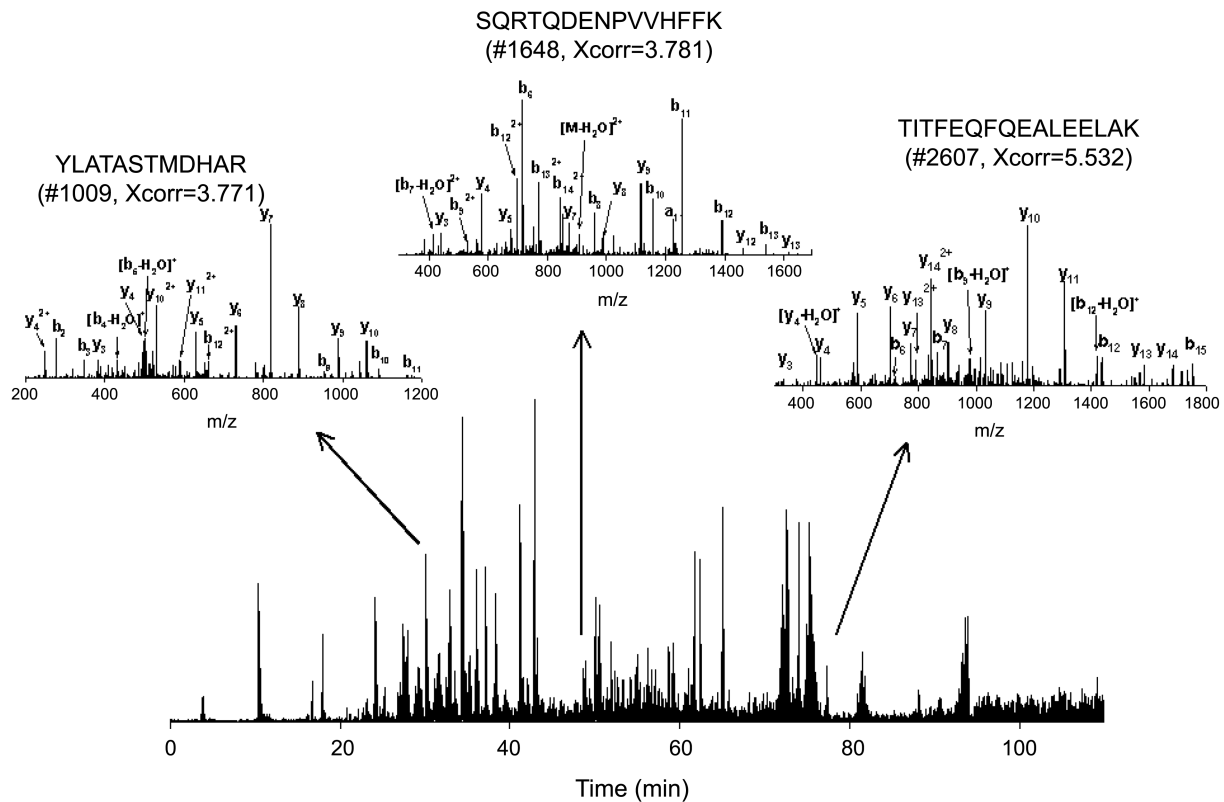 SQRTQDENPVVHFFK
(#1648, Xcorr=3.781)
b6
b11
b12 2+
[M-H2O]2+
[b7-H2O]2+
y4
b13 2+
b14 2+
y9
b9 2+
y3
y5
y7
b8
y8
b10
a11
b12
y12
b13
y13
400 600 800 1000 1200 1400 1600
m/z
YLATASTMDHAR
(#1009, Xcorr=3.771)
y7
[b6-H2O]+
y4
y10 2+
y11 2+
[b4-H2O]+
y4 2+
b2
b3
y3
y5
b12 2+
y6
y8
y9
y10
b9
b10
b11
200 400 600 800 1000 1200
m/z
TITFEQFQEALEELAK
(#2607, Xcorr=5.532)
y10
y14 2+
[b9-H2O]+
y11
y5
y6
y13 2+
y9
[y4-H2O]+
[b12-H2O]+
y7
y8
y3
y4
b6
b7
b12
y13
y14
b15
400 600 800 1000 1200 1400 1600 1800
m/z
0 20 40 60 80 100
Time (min)